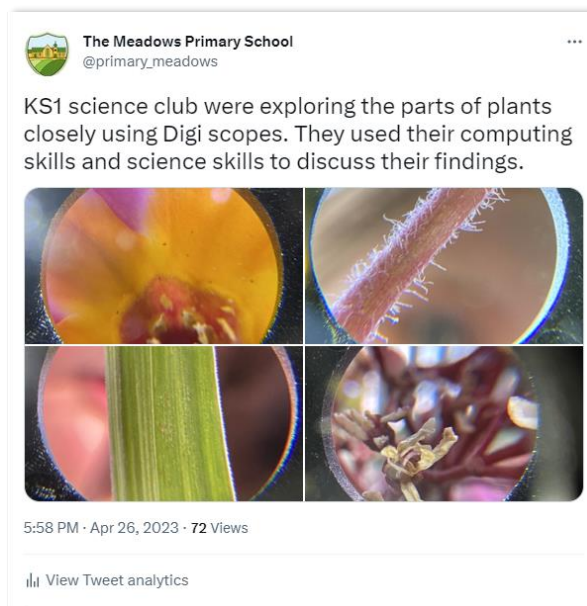 The Meadows Primary School
@primary_meadows
KS1 science club were exploring the parts of plants
closely using Digi scopes. They used their computing
skills and science skills to discuss their findings.
5:58 PM · Apr 26, 2023 · 72 Views
View Tweet analytics